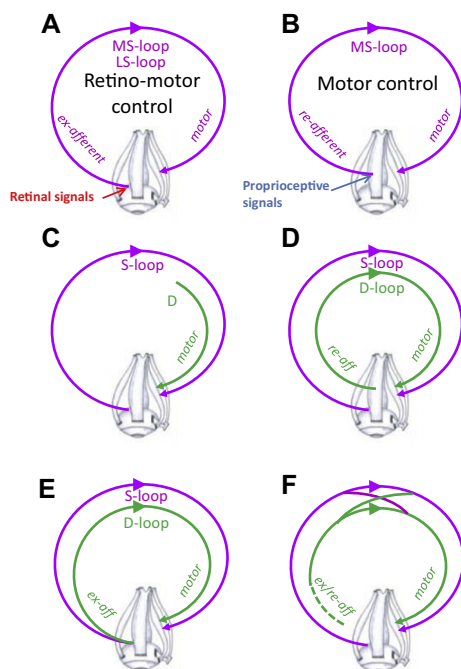 A
MS-loop
LS-loop
Retino-motor
control
ex-afferent
motor
Retinal signals
B
MS-loop
Motor control
re-afferent
motor
Proprioceptive
signals
C
S-loop
D
motor
D
S-loop
D-loop
re-aff
motor
E
S-loop
D-loop
ex-aff
motor
F
ex/re-aff
motor